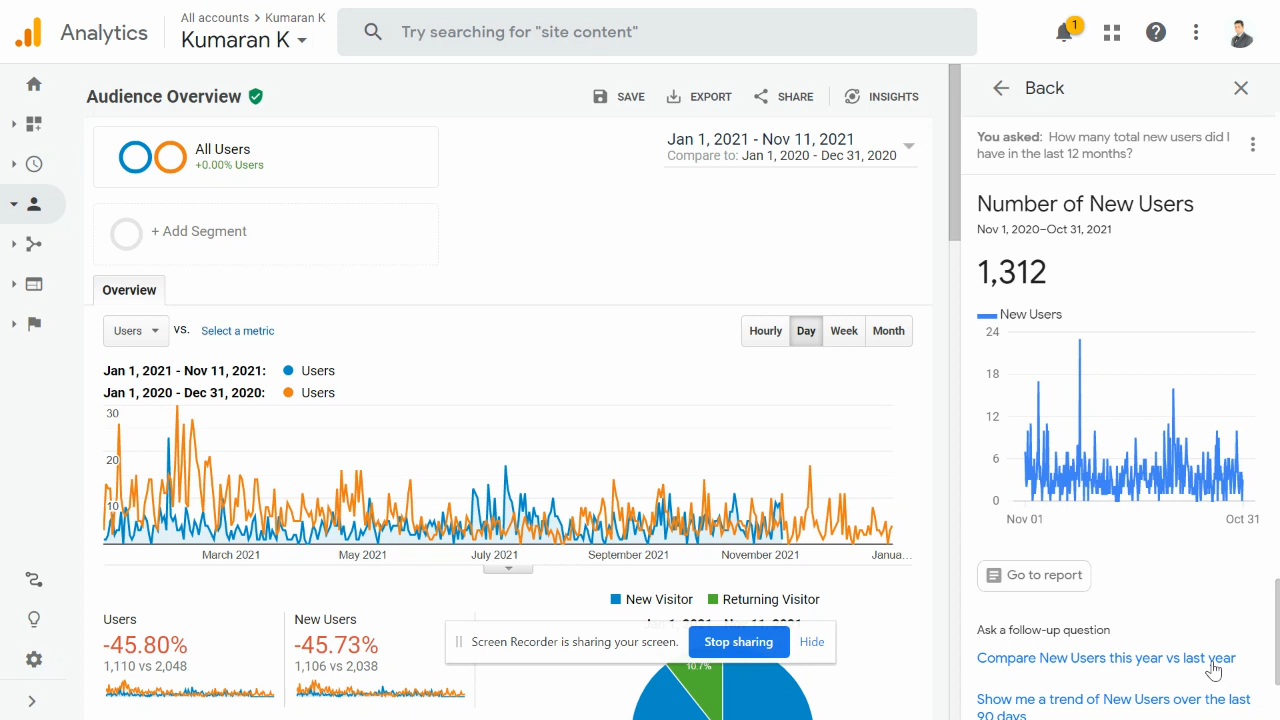 Analytics
All accounts > Kumaran K
Kumaran K
Try searching for "site content"
1
Audience Overview
SAVE
EXPORT
SHARE
INSIGHTS
All Users
+0.00% Users
Jan 1, 2021 - Nov 11, 2021
Compare to: Jan 1, 2020 - Dec 31, 2020
+ Add Segment
Overview
Users
vs.
Select a metric
Hourly
Day
Week
Month
Jan 1, 2021 - Nov 11, 2021:
Users
Jan 1, 2020 - Dec 31, 2020:
Users
30
20
10
March 2021
May 2021
July 2021
September 2021
November 2021
Janua...
Users
-45.80%
1,110 vs 2,048
New Users
-45.73%
1,106 vs 2,038
New Visitor
Returning Visitor
10.7%
Screen Recorder is sharing your screen.
Stop sharing
Hide
Back
You asked: How many total new users did I
have in the last 12 months?
Number of New Users
Nov 1, 2020–Oct 31, 2021
1,312
New Users
24
18
12
6
0
Nov 01
Oct 31
Go to report
Ask a follow-up question
Compare New Users this year vs last year
Show me a trend of New Users over the last
90 days